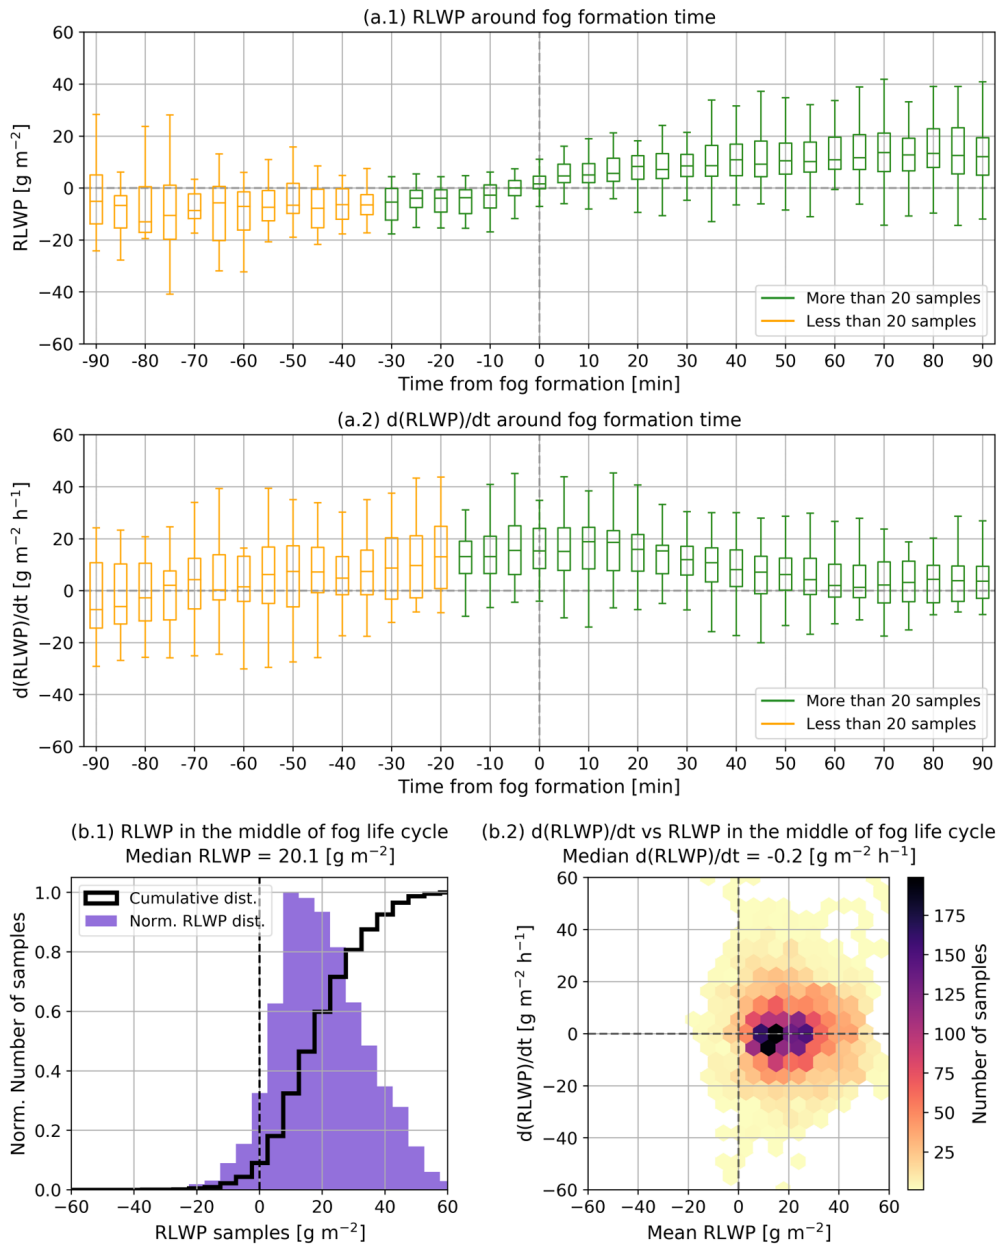 (a.1) RLWP around fog formation time
60
40
20
0
−20
−40
−60
RLWP [g m⁻²]
More than 20 samples
Less than 20 samples
-90 -80 -70 -60 -50 -40 -30 -20 -10 0 10 20 30 40 50 60 70 80 90
Time from fog formation [min]
(a.2) d(RLWP)/dt around fog formation time
60
40
20
0
−20
−40
−60
d(RLWP)/dt [g m⁻² h⁻¹]
More than 20 samples
Less than 20 samples
-90 -80 -70 -60 -50 -40 -30 -20 -10 0 10 20 30 40 50 60 70 80 90
Time from fog formation [min]
(b.1) RLWP in the middle of fog life cycle
Median RLWP = 20.1 [g m⁻²]
1.0
0.8
0.6
0.4
0.2
0.0
Norm. Number of samples
Cumulative dist.
Norm. RLWP dist.
−60 −40 −20 0 20 40 60
RLWP samples [g m⁻²]
(b.2) d(RLWP)/dt vs RLWP in the middle of fog life cycle
Median d(RLWP)/dt = -0.2 [g m⁻² h⁻¹]
60
40
20
0
−20
−40
−60
d(RLWP)/dt [g m⁻² h⁻¹]
−60 −40 −20 0 20 40 60
Mean RLWP [g m⁻²]
175
150
125
100
75
50
25
Number of samples